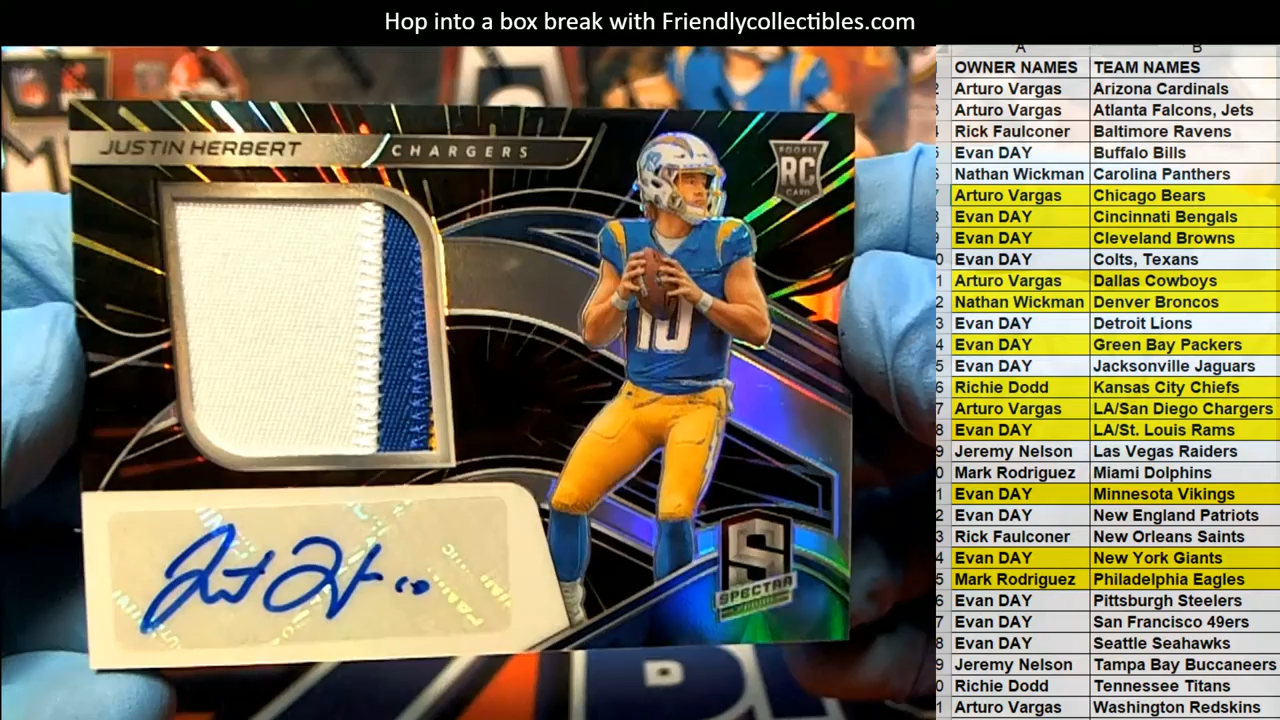 Hop into a box break with Friendlycollectibles.com
JUSTIN HERBERT CHARGERS
ROOKIE
RC
CARD
10
S
SPECTRA
A B
OWNER NAMES TEAM NAMES
Arturo Vargas Arizona Cardinals
Arturo Vargas Atlanta Falcons, Jets
Rick Faulconer Baltimore Ravens
Evan DAY Buffalo Bills
Nathan Wickman Carolina Panthers
Arturo Vargas Chicago Bears
Evan DAY Cincinnati Bengals
Evan DAY Cleveland Browns
Evan DAY Colts, Texans
Arturo Vargas Dallas Cowboys
Nathan Wickman Denver Broncos
Evan DAY Detroit Lions
Evan DAY Green Bay Packers
Evan DAY Jacksonville Jaguars
Richie Dodd Kansas City Chiefs
Arturo Vargas LA/San Diego Chargers
Evan DAY LA/St. Louis Rams
Jeremy Nelson Las Vegas Raiders
Mark Rodriguez Miami Dolphins
Evan DAY Minnesota Vikings
Evan DAY New England Patriots
Rick Faulconer New Orleans Saints
Evan DAY New York Giants
Mark Rodriguez Philadelphia Eagles
Evan DAY Pittsburgh Steelers
Evan DAY San Francisco 49ers
Evan DAY Seattle Seahawks
Jeremy Nelson Tampa Bay Buccaneers
Richie Dodd Tennessee Titans
Arturo Vargas Washington Redskins